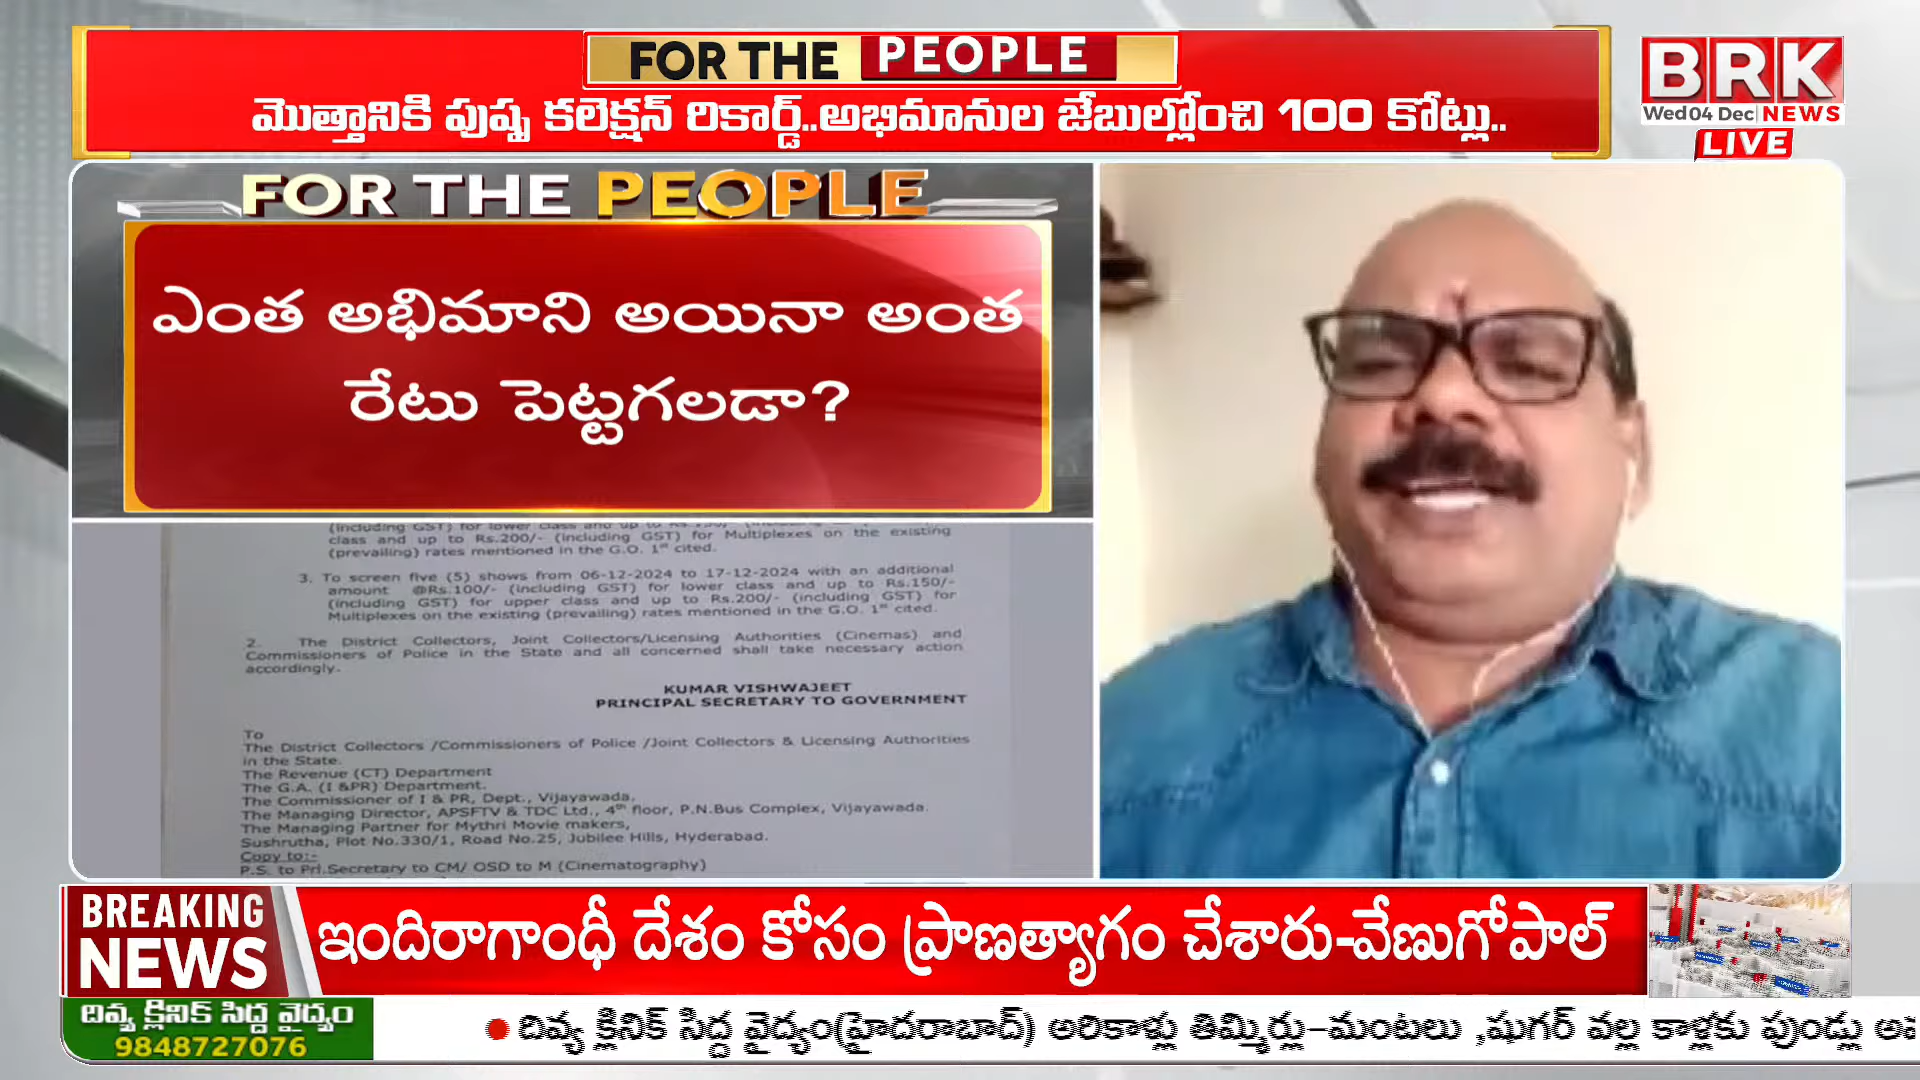 FOR THE PEOPLE
మొత్తానికి పుష్ప కలెక్షన్ రికార్డ్..అభిమానుల జేబుల్లోంచి 100 కోట్లు..
BRK
Wed 04 Dec NEWS
LIVE
FOR THE PEOPLE
ఎంత అభిమాని అయినా అంత
రేటు పెట్టగలడా?
(including GST) for lower class and up to
class and up to Rs.200/- (including GST) for Multiplexes on the existing
(prevailing) rates mentioned in the G.O. 1st cited.
3. To screen five (5) shows from 06-12-2024 to 17-12-2024 with an additional
amount @Rs.100/- (including GST) for lower class and up to Rs.150/-
(including GST) for upper class and up to Rs.200/- (including GST) for
Multiplexes on the existing (prevailing) rates mentioned in the G.O. 1st cited.
2. The District Collectors, Joint Collectors/Licensing Authorities (Cinemas) and
Commissioners of Police in the State and all concerned shall take necessary action
accordingly.
KUMAR VISHWAJEET
PRINCIPAL SECRETARY TO GOVERNMENT
To
The District Collectors /Commissioners of Police /Joint Collectors & Licensing Authorities
in the State.
The Revenue (CT) Department
The G.A. (I &PR) Department.
The Commissioner of I & PR, Dept., Vijayawada,
The Managing Director, APSFTV & TDC Ltd., 4th floor, P.N.Bus Complex, Vijayawada.
The Managing Partner for Mythri Movie makers,
Sushrutha, Plot No.330/1, Road No.25, Jubilee Hills, Hyderabad.
Copy to:-
P.S. to Prl.Secretary to CM/ OSD to M (Cinematography)
BREAKING
NEWS
ఇందిరాగాంధీ దేశం కోసం ప్రాణత్యాగం చేశారు-వేణుగోపాల్
దివ్య క్లినిక్ సిద్ద వైద్యం
9848727076
దివ్య క్లినిక్ సిద్ద వైద్యం(హైదరాబాద్) అరికాళ్లు తిమ్మిర్లు-మంటలు ,షుగర్ వల్ల కాళ్లకు పుండ్లు